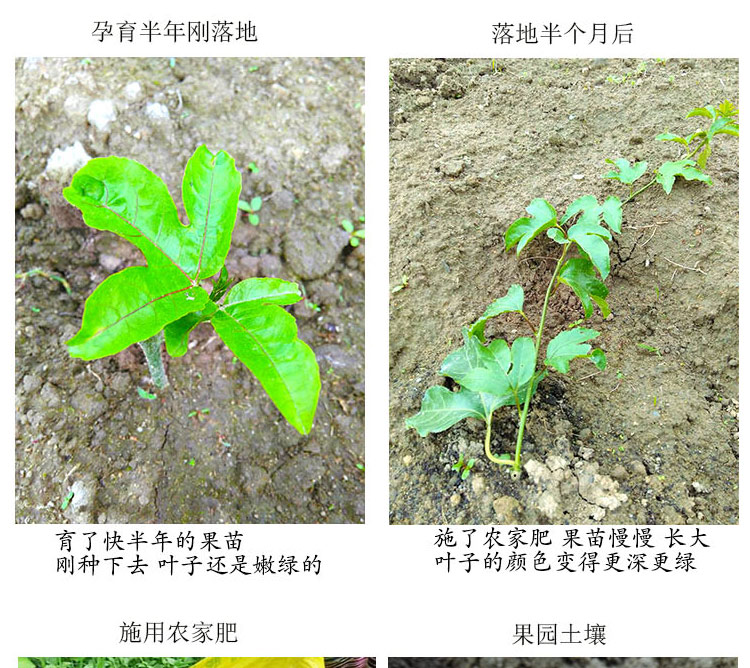 孕育半年刚落地
落地半个月后
育了快半年的果苗
刚种下去 叶子还是嫩绿的
施了农家肥 果苗慢慢 长大
叶子的颜色变得更深更绿
施用农家肥
果园土壤